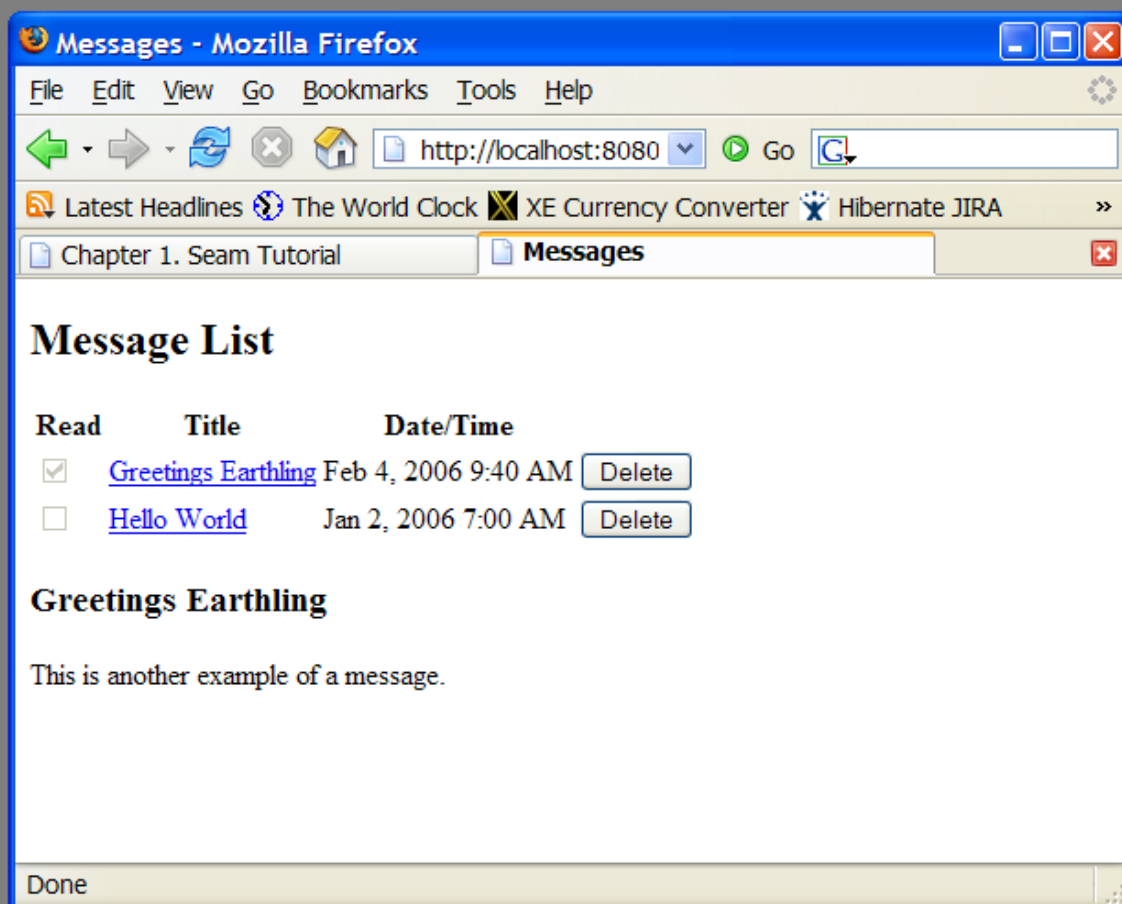 Messages - Mozilla Firefox
File Edit View Go Bookmarks Tools Help
http://localhost:8080 Go G
Latest Headlines The World Clock XE Currency Converter Hibernate JIRA »
Chapter 1. Seam Tutorial Messages
Message List
Read Title Date/Time
Greetings Earthling Feb 4, 2006 9:40 AM Delete
Hello World Jan 2, 2006 7:00 AM Delete
Greetings Earthling
This is another example of a message.
Done